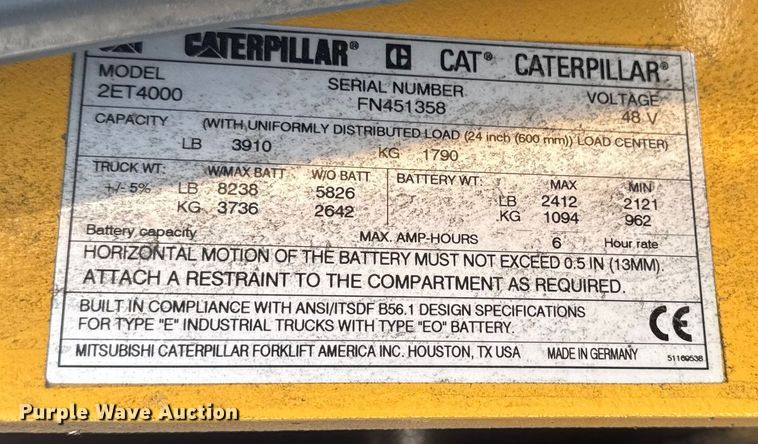 CAT CATERPILLAR® C CAT® CATERPILLAR®
MODEL SERIAL NUMBER VOLTAGE
2ET4000 FN451358 48 V
CAPACITY (WITH UNIFORMLY DISTRIBUTED LOAD (24 inch (600 mm)) LOAD CENTER)
LB 3910 KG 1790
TRUCK WT: W/MAX BATT W/O BATT BATTERY WT: MAX MIN
+/- 5% LB 8238 5826 LB 2412 2121
KG 3736 2642 KG 1094 962
Battery capacity MAX. AMP-HOURS 6 Hour rate
HORIZONTAL MOTION OF THE BATTERY MUST NOT EXCEED 0.5 IN (13MM).
ATTACH A RESTRAINT TO THE COMPARTMENT AS REQUIRED.
BUILT IN COMPLIANCE WITH ANSI/ITSDF B56.1 DESIGN SPECIFICATIONS
FOR TYPE "E" INDUSTRIAL TRUCKS WITH TYPE "EO" BATTERY. CE
MITSUBISHI CATERPILLAR FORKLIFT AMERICA INC. HOUSTON, TX USA MADE IN GERMANY 51169538
Purple Wave Auction